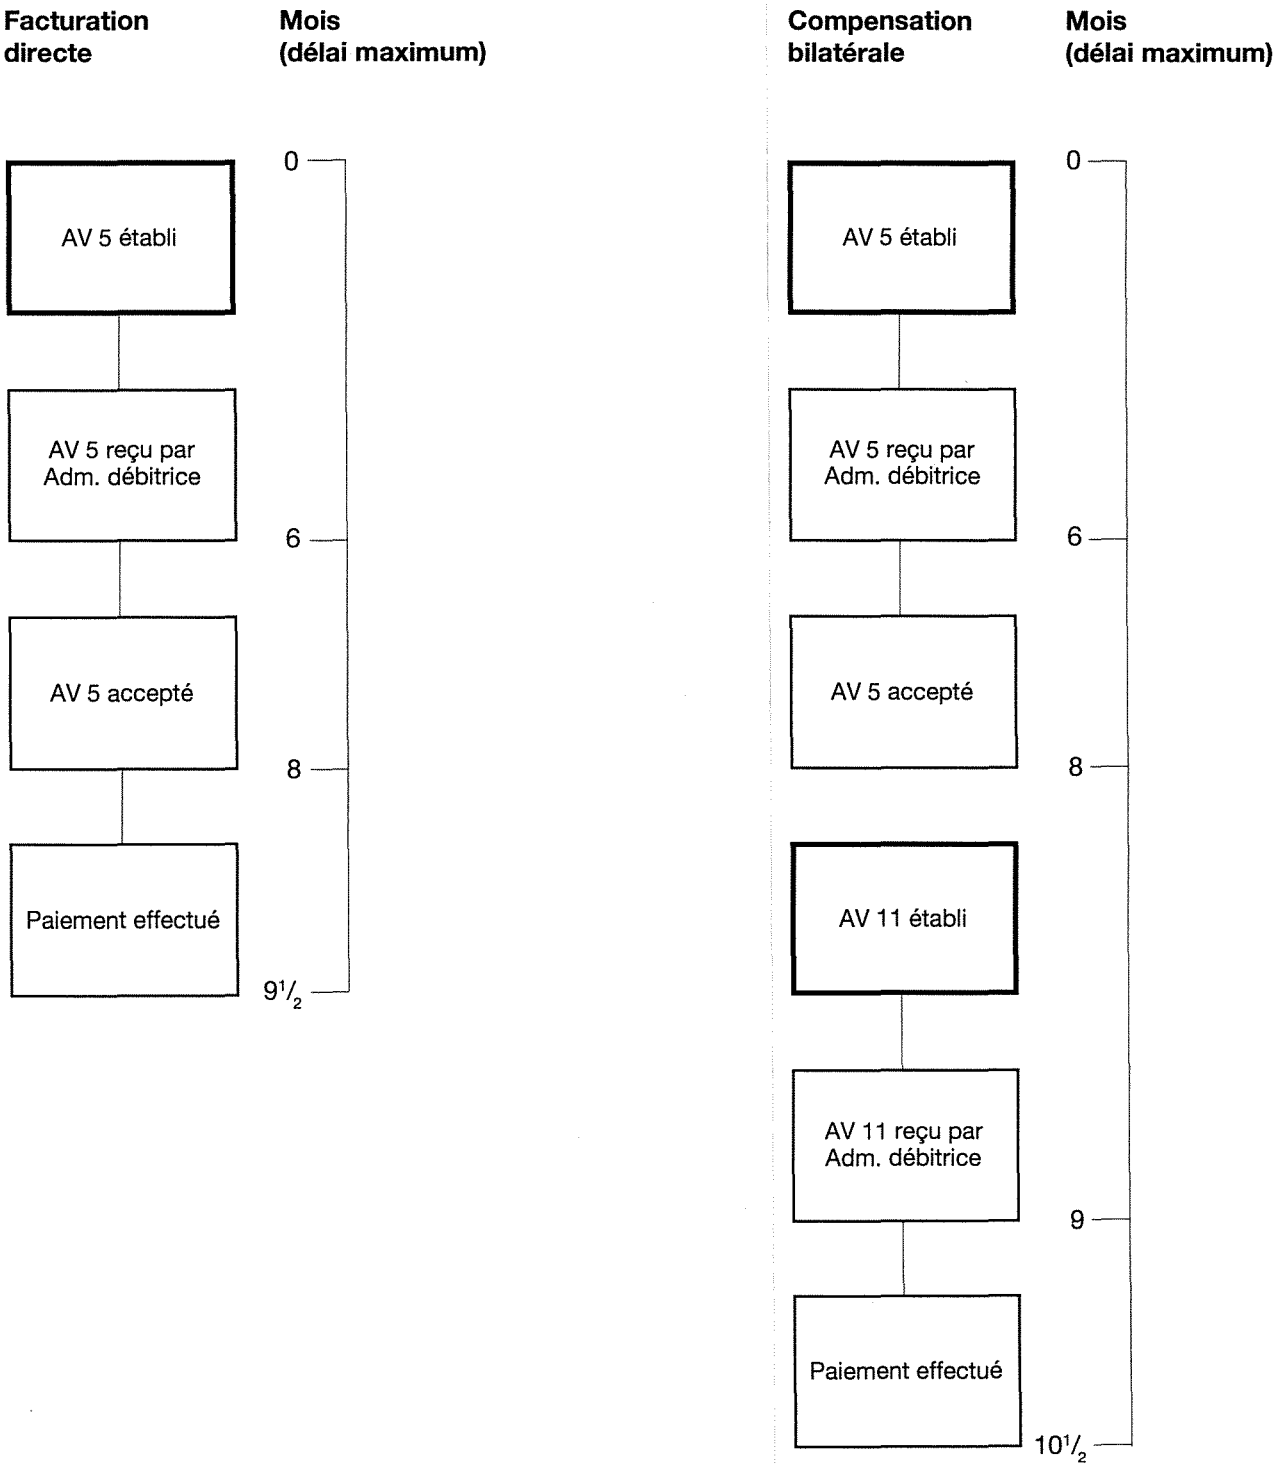 Facturation
directe
Mois
(délai maximum)
0
AV 5 établi
AV 5 reçu par
Adm. débitrice
6
AV 5 accepté
8
Paiement effectué
9½
Compensation
bilatérale
Mois
(délai maximum)
0
AV 5 établi
AV 5 reçu par
Adm. débitrice
6
AV 5 accepté
8
AV 11 établi
AV 11 reçu par
Adm. débitrice
9
Paiement effectué
10½